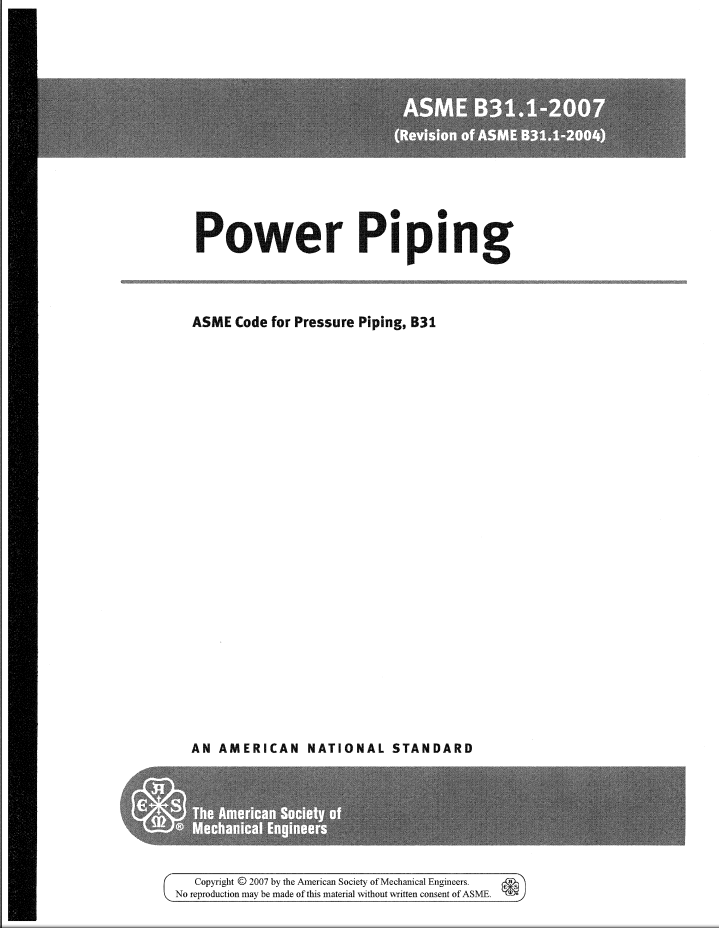 ASME B31.1-2007
(Revision of ASME B31.1-2004)
Power Piping
ASME Code for Pressure Piping, B31
AN AMERICAN NATIONAL STANDARD
A
E S
M ®
The American Society of
Mechanical Engineers
Copyright © 2007 by the American Society of Mechanical Engineers.
No reproduction may be made of this material without written consent of ASME.